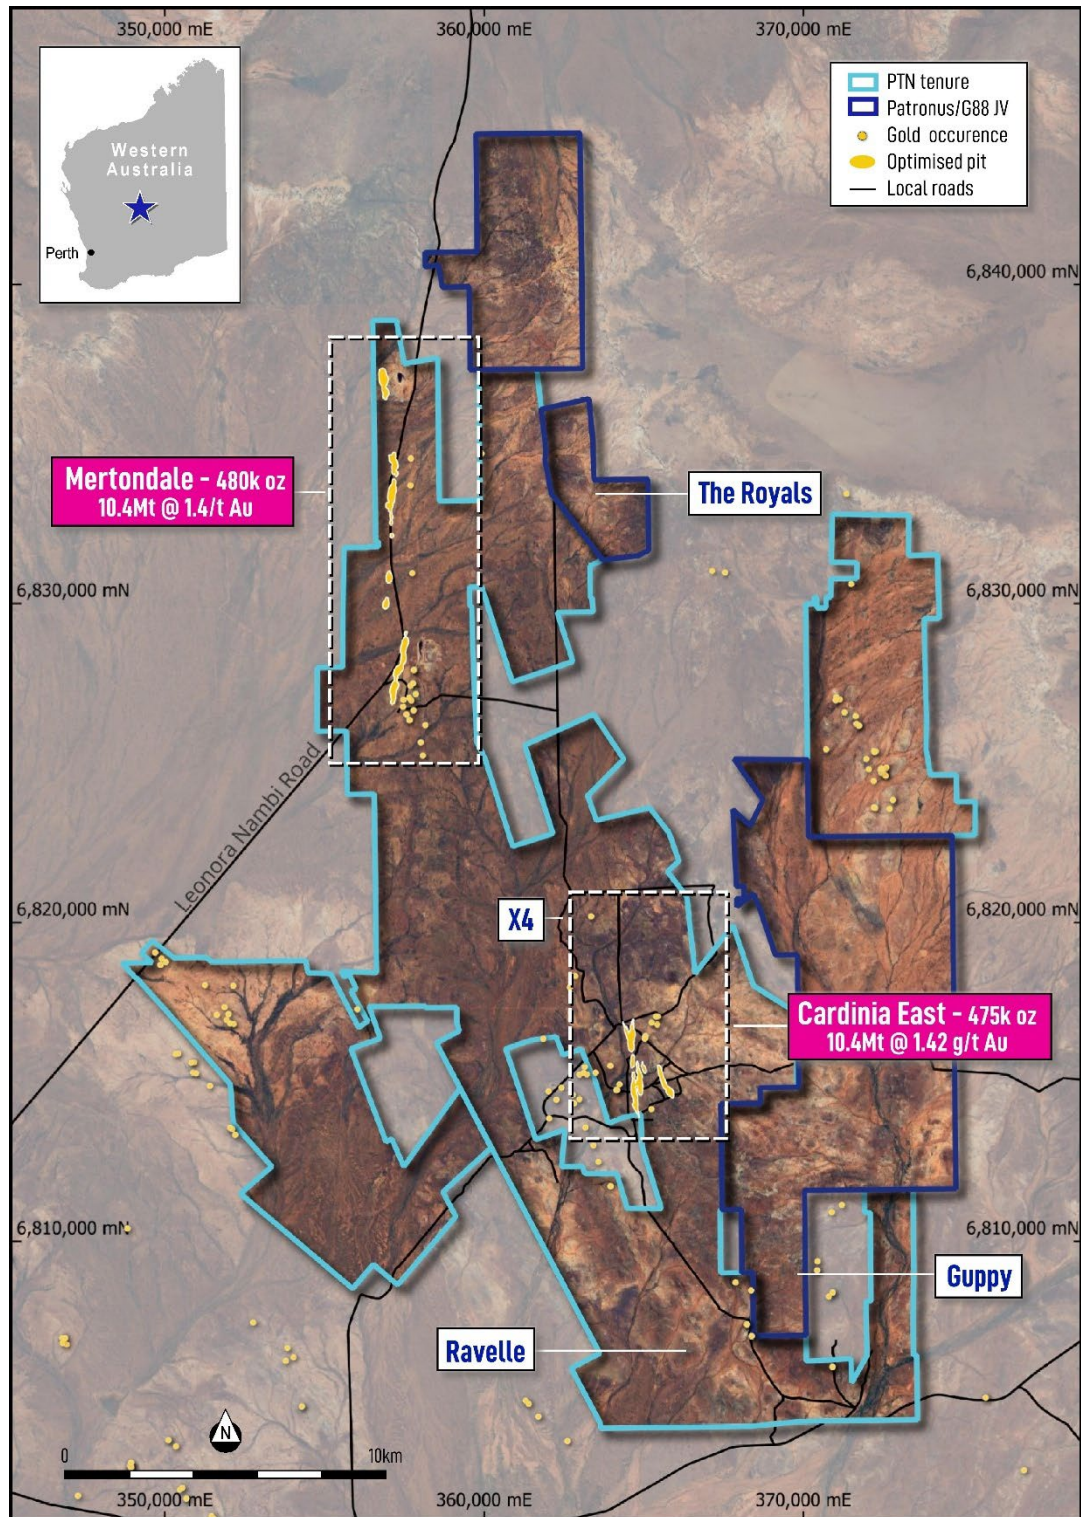 350,000 mE
360,000 mE
370,000 mE
Western
Australia
Perth
PTN tenure
Patronus/G88 JV
Gold occurence
Optimised pit
Local roads
6,840,000 mN
Mertondale - 480k oz
10.4Mt @ 1.4/t Au
The Royals
6,830,000 mN
6,830,000 mN
Leonora Nambi Road
6,820,000 mN
6,820,000 mN
X4
Cardinia East - 475k oz
10.4Mt @ 1.42 g/t Au
6,810,000 mN
6,810,000 mN
Guppy
Ravelle
N
0
10km
350,000 mE
360,000 mE
370,000 mE